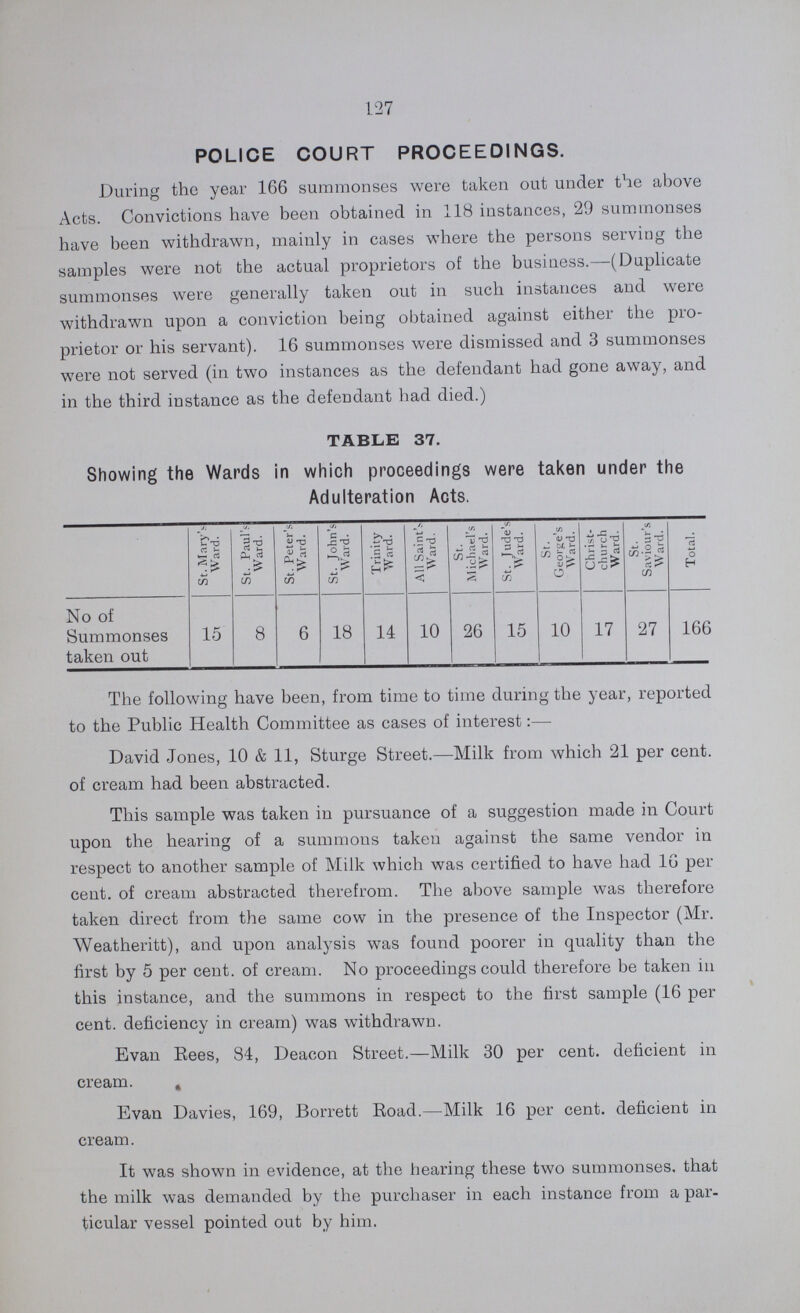 127
POLICE COURT PROCEEDINGS.
During the year 166 summonses were taken out under the above
Acts. Convictions have been obtained in 118 instances, 29 summonses
have been withdrawn, mainly in cases where the persons serving the
samples were not the actual proprietors of the business.—(Duplicate
summonses were generally taken out in such instances and were
withdrawn upon a conviction being obtained against either the pro-
prietor or his servant). 16 summonses were dismissed and 3 summonses
were not served (in two instances as the defendant had gone away, and
in the third instance as the defendant had died.)
TABLE 37.
Showing the Wards in which proceedings were taken under the
Adulteration Acts.
St. Mary's Ward. St. Paul's Ward. St. Peter's Ward. St. John's Ward. Trinity Ward. All Saint's Ward. St. Michael's Ward. St. Jude's Ward. St. George's Ward. Christ-church Ward. St. Saviour's Ward. Total.
No of
Summonses 15 8 6 18 14 10 26 15 10 17 27 166
taken out
The following have been, from time to time during the year, reported
to the Public Health Committee as cases of interest:—
David Jones, 10 & 11, Sturge Street.—Milk from which 21 per cent.
of cream had been abstracted.
This sample was taken in pursuance of a suggestion made in Court
upon the hearing of a summons taken against the same vendor in
respect to another sample of Milk which was certified to have had 16 per
cent. of cream abstracted therefrom. The above sample was therefore
taken direct from the same cow in the presence of the Inspector (Mr.
Weatheritt), and upon analysis was found poorer in quality than the
first by 5 per cent. of cream. No proceedings could therefore be taken in
this instance, and the summons in respect to the first sample (16 per
cent. deficiency in cream) was withdrawn.
Evan Rees, 84, Deacon Street.—Milk 30 per cent. deficient in
cream.
Evan Davies, 169, Borrett Road.—Milk 16 per cent. deficient in
cream.
It was shown in evidence, at the hearing these two summonses, that
the milk was demanded by the purchaser in each instance from a par-
ticular vessel pointed out by him.